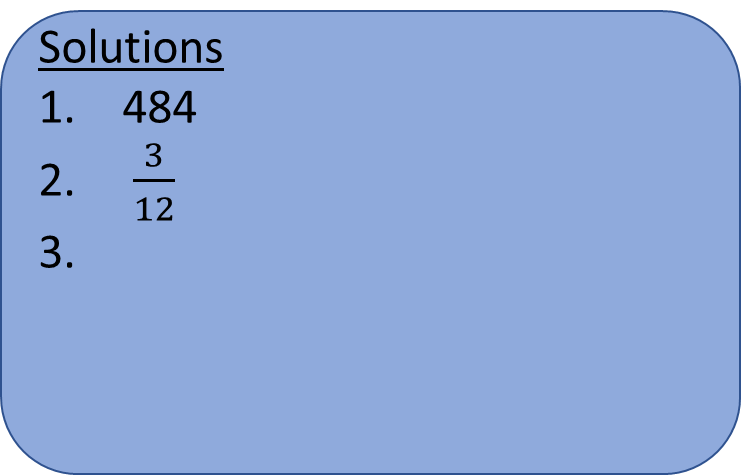 Solutions
1. 484
2. 3/12
3.